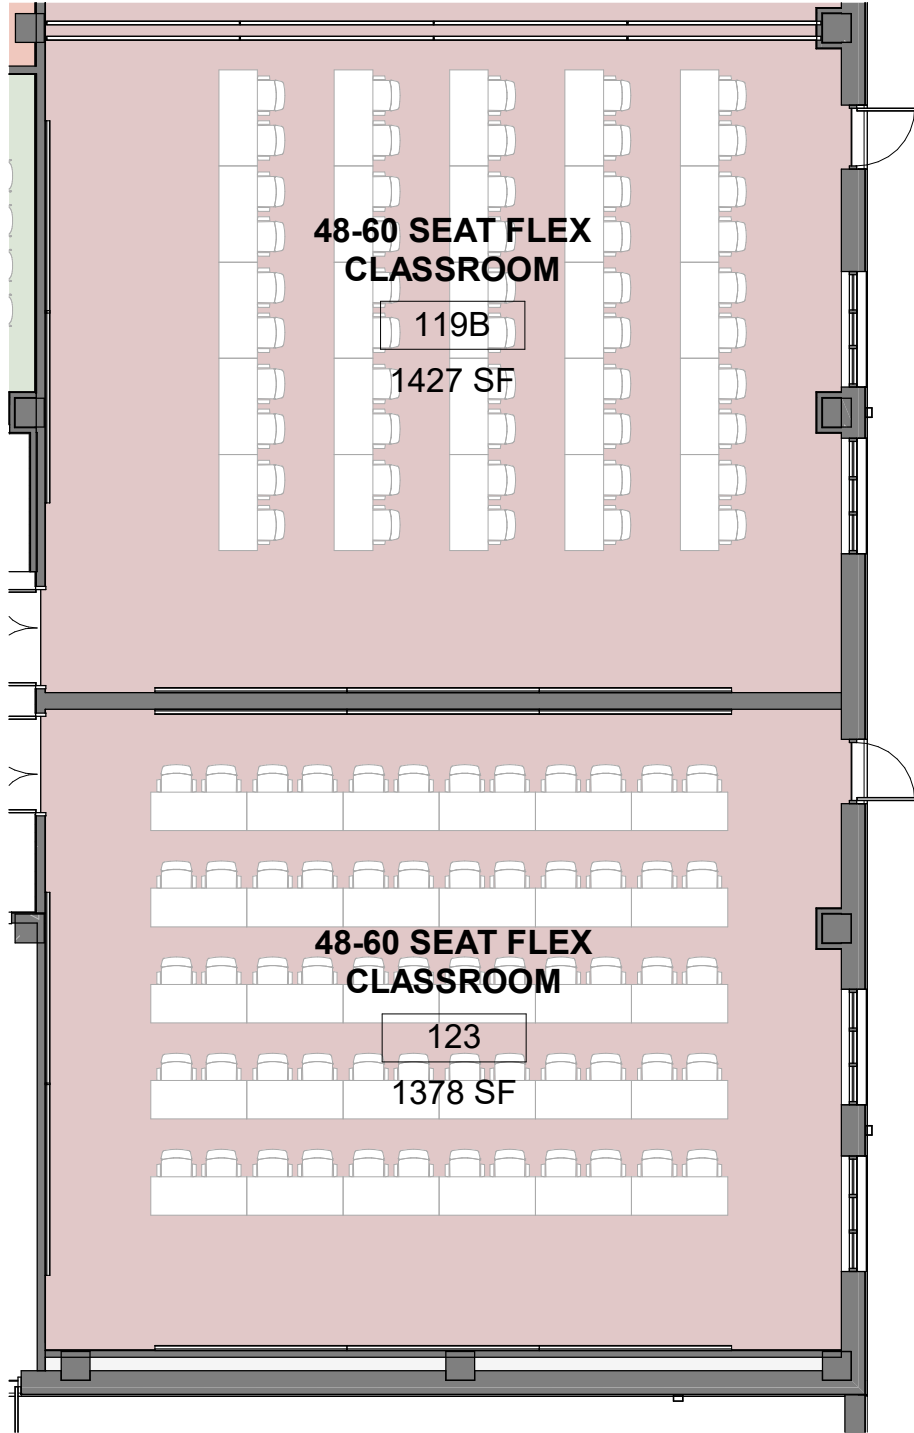 48-60 SEAT FLEX
CLASSROOM
119B
1427 SF
48-60 SEAT FLEX
CLASSROOM
123
1378 SF